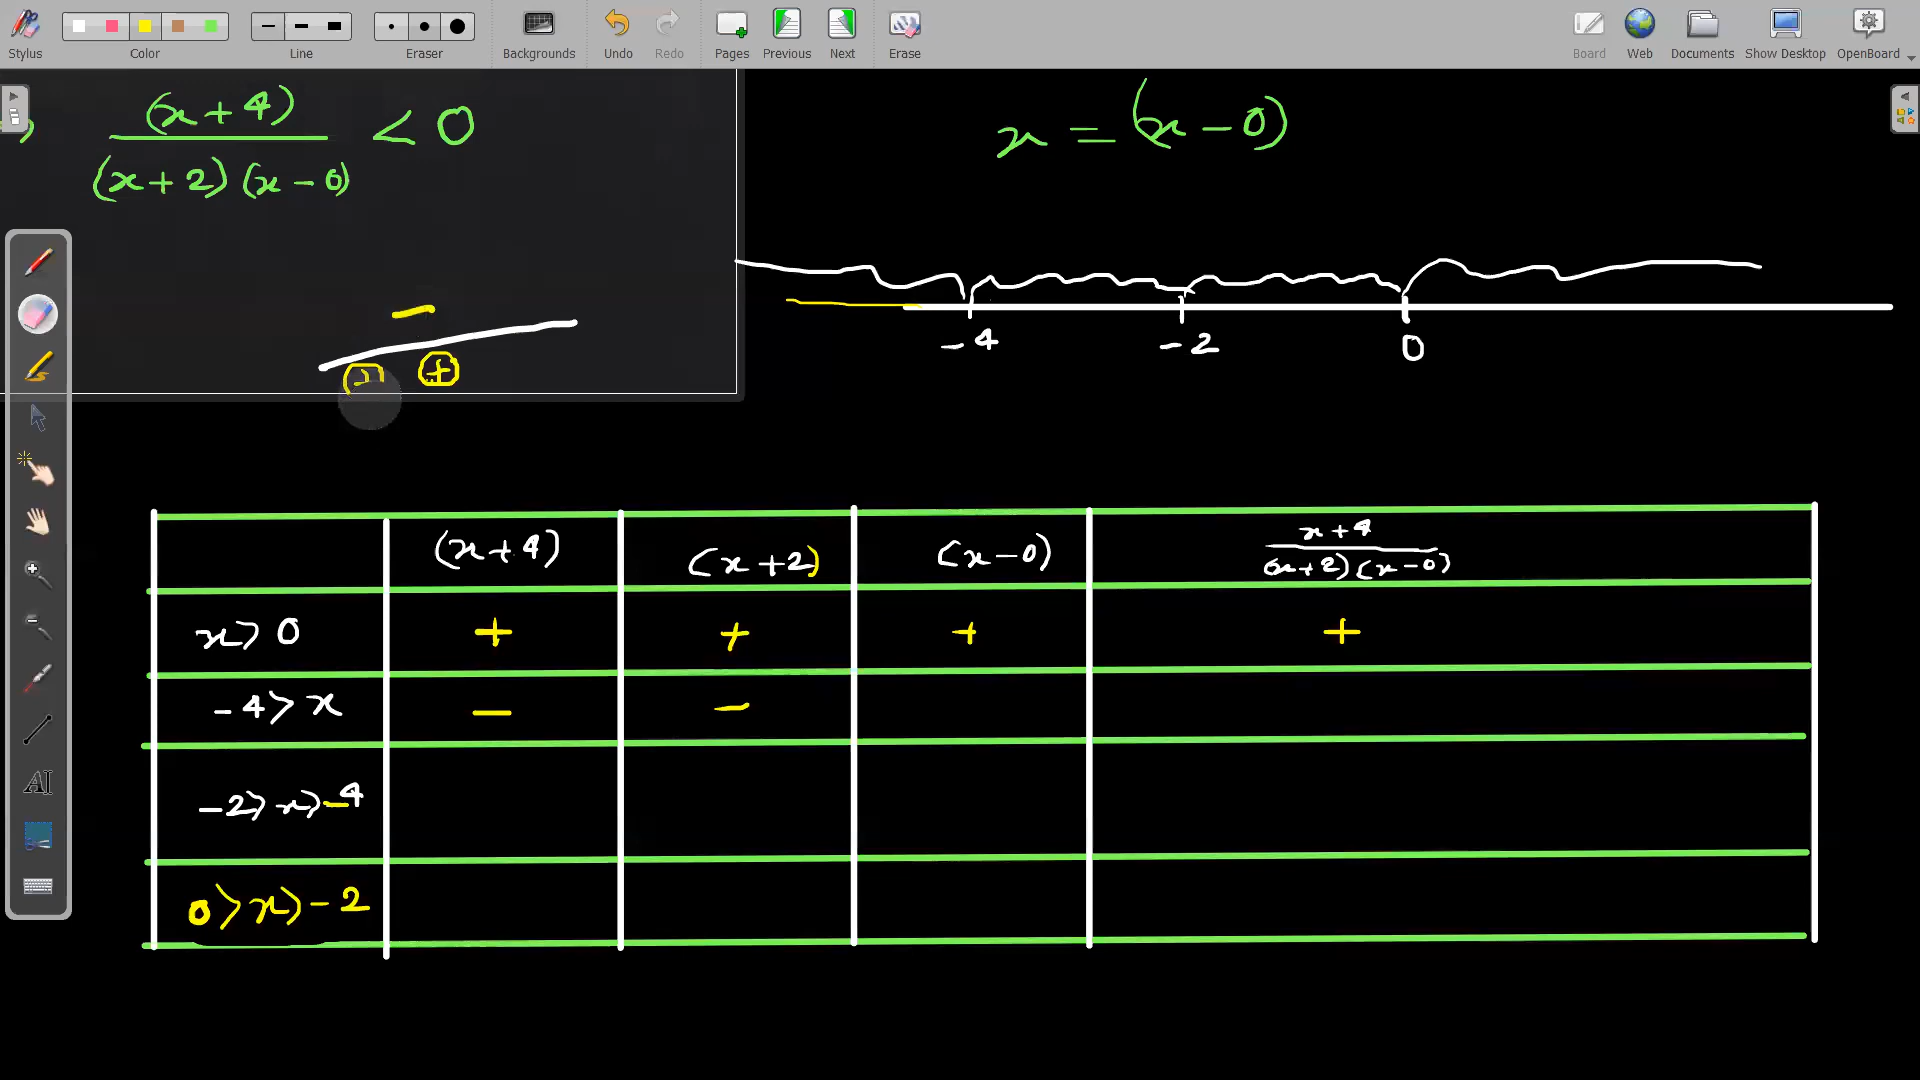 Stylus Color Line Eraser Backgrounds Undo Redo Pages Previous Next Erase Board Web Documents Show Desktop OpenBoard
(x+4)
(x+2)(x-0)
< 0
x = (x-0)
-
+
-4 -2 0
(x+4) (x+2) (x-0)
x+4
(x+2)(x-0)
x> 0 + + + +
-4>x - -
-2>x>-4
0>x>-2
AI